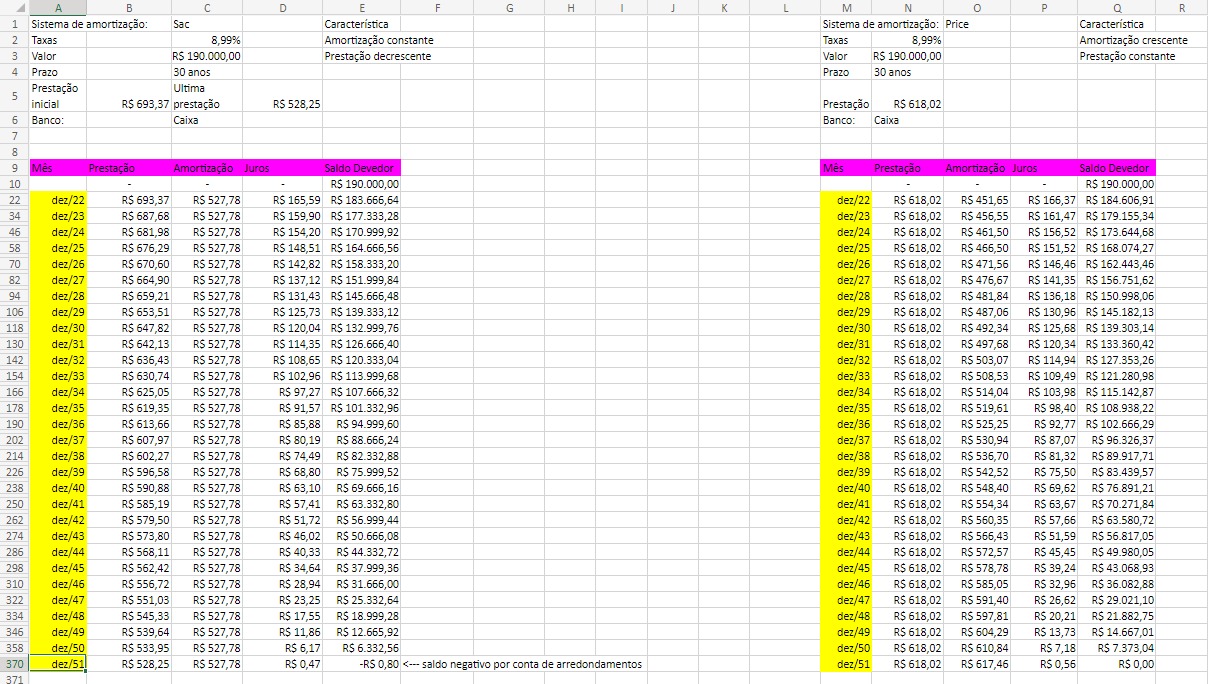 A B C D E F G H I J K L M N O P Q R
1 Sistema de amortização: Sac Característica Sistema de amortização: Price Característica
2 Taxas 8,99% Amortização constante Taxas 8,99% Amortização crescente
3 Valor R$ 190.000,00 Prestação decrescente Valor R$ 190.000,00 Prestação constante
4 Prazo 30 anos Prazo 30 anos
Prestação Ultima
5 inicial R$ 693,37 prestação R$ 528,25 Prestação R$ 618,02
6 Banco: Caixa Banco: Caixa
7
8
9 Mês Prestação Amortização Juros Saldo Devedor Mês Prestação Amortização Juros Saldo Devedor
10 - - - R$ 190.000,00 - - - R$ 190.000,00
22 dez/22 R$ 693,37 R$ 527,78 R$ 165,59 R$ 183.666,64 dez/22 R$ 618,02 R$ 451,65 R$ 166,37 R$ 184.606,91
34 dez/23 R$ 687,68 R$ 527,78 R$ 159,90 R$ 177.333,28 dez/23 R$ 618,02 R$ 456,55 R$ 161,47 R$ 179.155,34
46 dez/24 R$ 681,98 R$ 527,78 R$ 154,20 R$ 170.999,92 dez/24 R$ 618,02 R$ 461,50 R$ 156,52 R$ 173.644,68
58 dez/25 R$ 676,29 R$ 527,78 R$ 148,51 R$ 164.666,56 dez/25 R$ 618,02 R$ 466,50 R$ 151,52 R$ 168.074,27
70 dez/26 R$ 670,60 R$ 527,78 R$ 142,82 R$ 158.333,20 dez/26 R$ 618,02 R$ 471,56 R$ 146,46 R$ 162.443,46
82 dez/27 R$ 664,90 R$ 527,78 R$ 137,12 R$ 151.999,84 dez/27 R$ 618,02 R$ 476,67 R$ 141,35 R$ 156.751,62
94 dez/28 R$ 659,21 R$ 527,78 R$ 131,43 R$ 145.666,48 dez/28 R$ 618,02 R$ 481,84 R$ 136,18 R$ 150.998,06
106 dez/29 R$ 653,51 R$ 527,78 R$ 125,73 R$ 139.333,12 dez/29 R$ 618,02 R$ 487,06 R$ 130,96 R$ 145.182,13
118 dez/30 R$ 647,82 R$ 527,78 R$ 120,04 R$ 132.999,76 dez/30 R$ 618,02 R$ 492,34 R$ 125,68 R$ 139.303,14
130 dez/31 R$ 642,13 R$ 527,78 R$ 114,35 R$ 126.666,40 dez/31 R$ 618,02 R$ 497,68 R$ 120,34 R$ 133.360,42
142 dez/32 R$ 636,43 R$ 527,78 R$ 108,65 R$ 120.333,04 dez/32 R$ 618,02 R$ 503,07 R$ 114,94 R$ 127.353,26
154 dez/33 R$ 630,74 R$ 527,78 R$ 102,96 R$ 113.999,68 dez/33 R$ 618,02 R$ 508,53 R$ 109,49 R$ 121.280,98
166 dez/34 R$ 625,05 R$ 527,78 R$ 97,27 R$ 107.666,32 dez/34 R$ 618,02 R$ 514,04 R$ 103,98 R$ 115.142,87
178 dez/35 R$ 619,35 R$ 527,78 R$ 91,57 R$ 101.332,96 dez/35 R$ 618,02 R$ 519,61 R$ 98,40 R$ 108.938,22
190 dez/36 R$ 613,66 R$ 527,78 R$ 85,88 R$ 94.999,60 dez/36 R$ 618,02 R$ 525,25 R$ 92,77 R$ 102.666,29
202 dez/37 R$ 607,97 R$ 527,78 R$ 80,19 R$ 88.666,24 dez/37 R$ 618,02 R$ 530,94 R$ 87,07 R$ 96.326,37
214 dez/38 R$ 602,27 R$ 527,78 R$ 74,49 R$ 82.332,88 dez/38 R$ 618,02 R$ 536,70 R$ 81,32 R$ 89.917,71
226 dez/39 R$ 596,58 R$ 527,78 R$ 68,80 R$ 75.999,52 dez/39 R$ 618,02 R$ 542,52 R$ 75,50 R$ 83.439,57
238 dez/40 R$ 590,88 R$ 527,78 R$ 63,10 R$ 69.666,16 dez/40 R$ 618,02 R$ 548,40 R$ 69,62 R$ 76.891,21
250 dez/41 R$ 585,19 R$ 527,78 R$ 57,41 R$ 63.332,80 dez/41 R$ 618,02 R$ 554,34 R$ 63,67 R$ 70.271,84
262 dez/42 R$ 579,50 R$ 527,78 R$ 51,72 R$ 56.999,44 dez/42 R$ 618,02 R$ 560,35 R$ 57,66 R$ 63.580,72
274 dez/43 R$ 573,80 R$ 527,78 R$ 46,02 R$ 50.666,08 dez/43 R$ 618,02 R$ 566,43 R$ 51,59 R$ 56.817,05
286 dez/44 R$ 568,11 R$ 527,78 R$ 40,33 R$ 44.332,72 dez/44 R$ 618,02 R$ 572,57 R$ 45,45 R$ 49.980,05
298 dez/45 R$ 562,42 R$ 527,78 R$ 34,64 R$ 37.999,36 dez/45 R$ 618,02 R$ 578,78 R$ 39,24 R$ 43.068,93
310 dez/46 R$ 556,72 R$ 527,78 R$ 28,94 R$ 31.666,00 dez/46 R$ 618,02 R$ 585,05 R$ 32,96 R$ 36.082,88
322 dez/47 R$ 551,03 R$ 527,78 R$ 23,25 R$ 25.332,64 dez/47 R$ 618,02 R$ 591,40 R$ 26,62 R$ 29.021,10
334 dez/48 R$ 545,33 R$ 527,78 R$ 17,55 R$ 18.999,28 dez/48 R$ 618,02 R$ 597,81 R$ 20,21 R$ 21.882,75
346 dez/49 R$ 539,64 R$ 527,78 R$ 11,86 R$ 12.665,92 dez/49 R$ 618,02 R$ 604,29 R$ 13,73 R$ 14.667,01
358 dez/50 R$ 533,95 R$ 527,78 R$ 6,17 R$ 6.332,56 dez/50 R$ 618,02 R$ 610,84 R$ 7,18 R$ 7.373,04
370 dez/51 R$ 528,25 R$ 527,78 R$ 0,47 -R$ 0,80 <--- saldo negativo por conta de arredondamentos dez/51 R$ 618,02 R$ 617,46 R$ 0,56 R$ 0,00
371